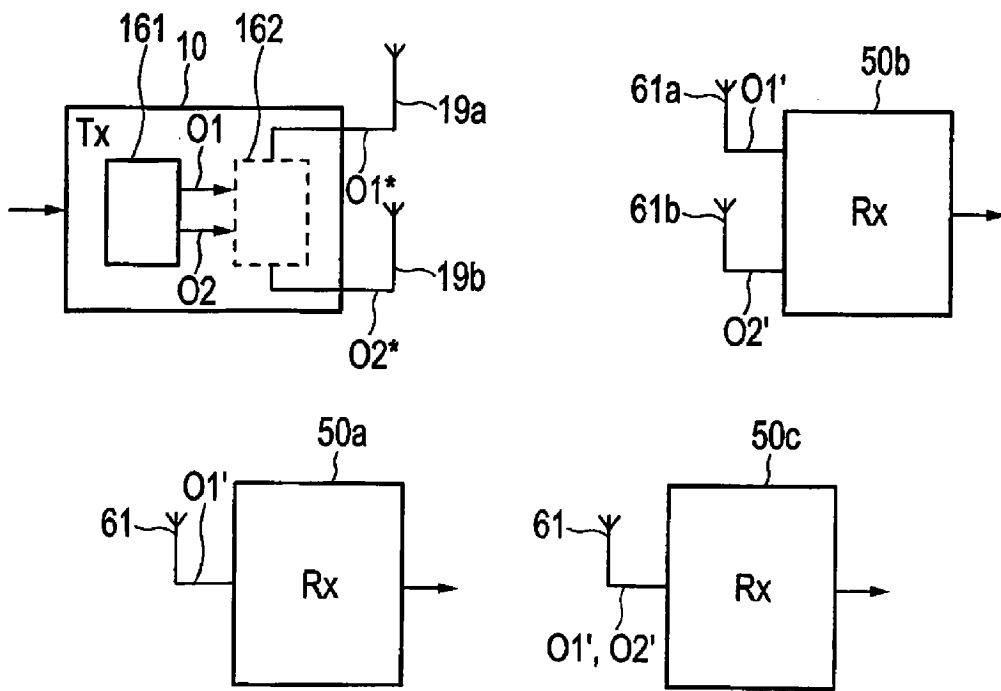 161
10
162
Tx
O1
O2
19a
O1*
19b
O2*
50b
61a
O1'
61b
Rx
O2'
50a
O1'
61
Rx
50c
61
Rx
O1', O2'